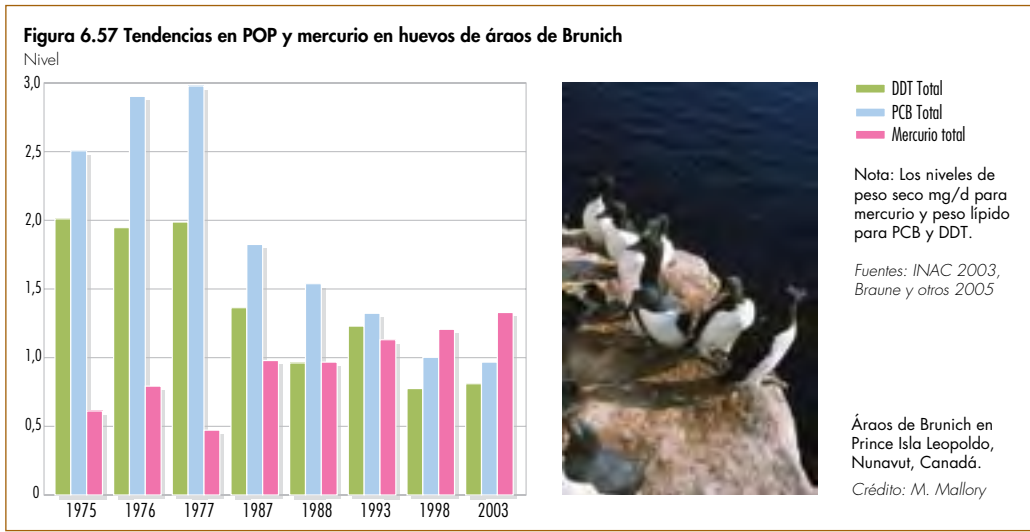 Figura 6.57 Tendencias en POP y mercurio en huevos de áraos de Brunich
Nivel
3,0
2,5
2,0
1,5
1,0
0,5
0
1975 1976 1977 1987 1988 1993 1998 2003
DDT Total
PCB Total
Mercurio total
Nota: Los niveles de
peso seco mg/d para
mercurio y peso lípido
para PCB y DDT.
Fuentes: INAC 2003,
Braune y otros 2005
Áraos de Brunich en
Prince Isla Leopoldo,
Nunavut, Canadá.
Crédito: M. Mallory